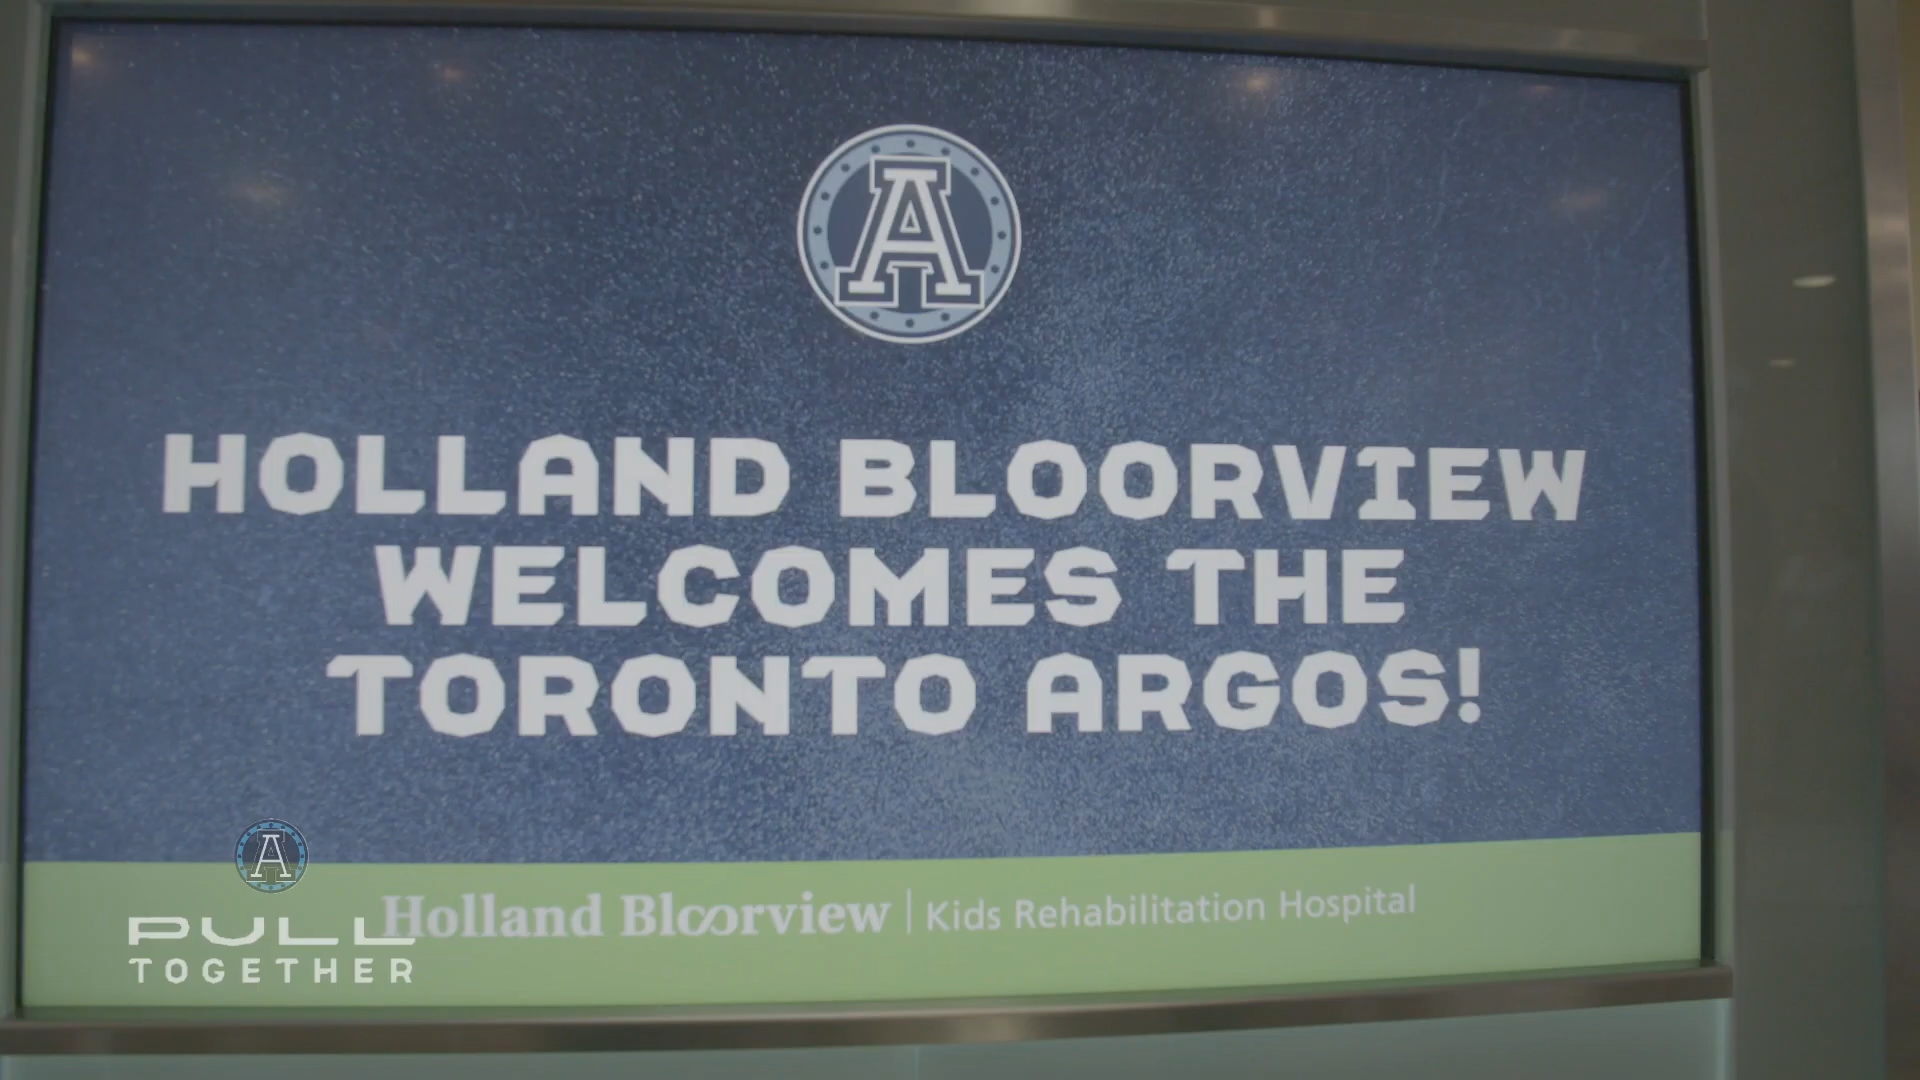 A
HOLLAND BLOORVIEW
WELCOMES THE
TORONTO ARGOS!
Holland Bloorview | Kids Rehabilitation Hospital
A
PULL
TOGETHER